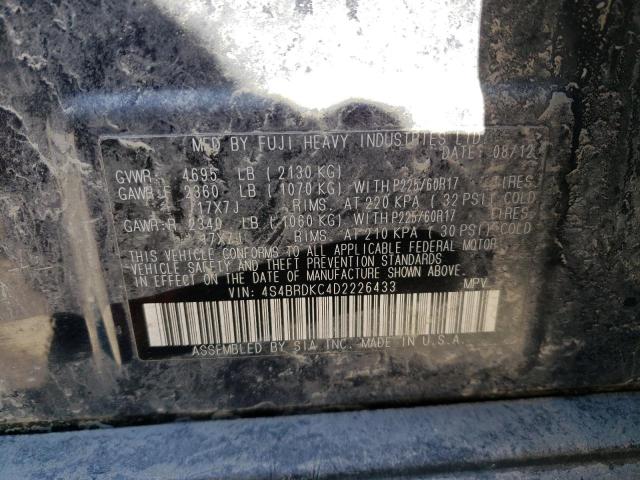 MFD BY FUJI HEAVY INDUSTRIES LTD.
DATE: 08/12
GVWR: 4695 LB (2130 KG)
GAWR: F 2360 LB (1070 KG) WITH P225/60R17 TIRES
17X7J RIMS. AT 220 KPA (32 PSI) COLD
GAWR: R 2340 LB (1060 KG) WITH P225/60R17 TIRES
17X7J RIMS. AT 210 KPA (30 PSI) COLD
THIS VEHICLE CONFORMS TO ALL APPLICABLE FEDERAL MOTOR
VEHICLE SAFETY AND THEFT PREVENTION STANDARDS
IN EFFECT ON THE DATE OF MANUFACTURE SHOWN ABOVE.
VIN: 4S4BRDKC4D2226433 MPV
ASSEMBLED BY SIA INC. MADE IN U.S.A.